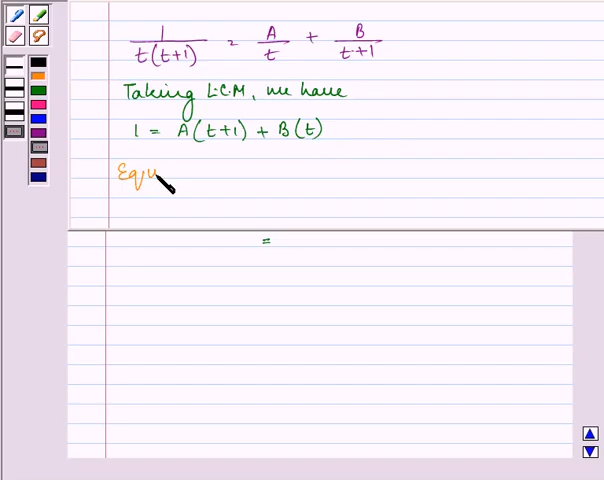 1/t(t+1) = A/t + B/t+1
Taking L.C.M, we have
1 = A(t+1) + B(t)
Equ
=